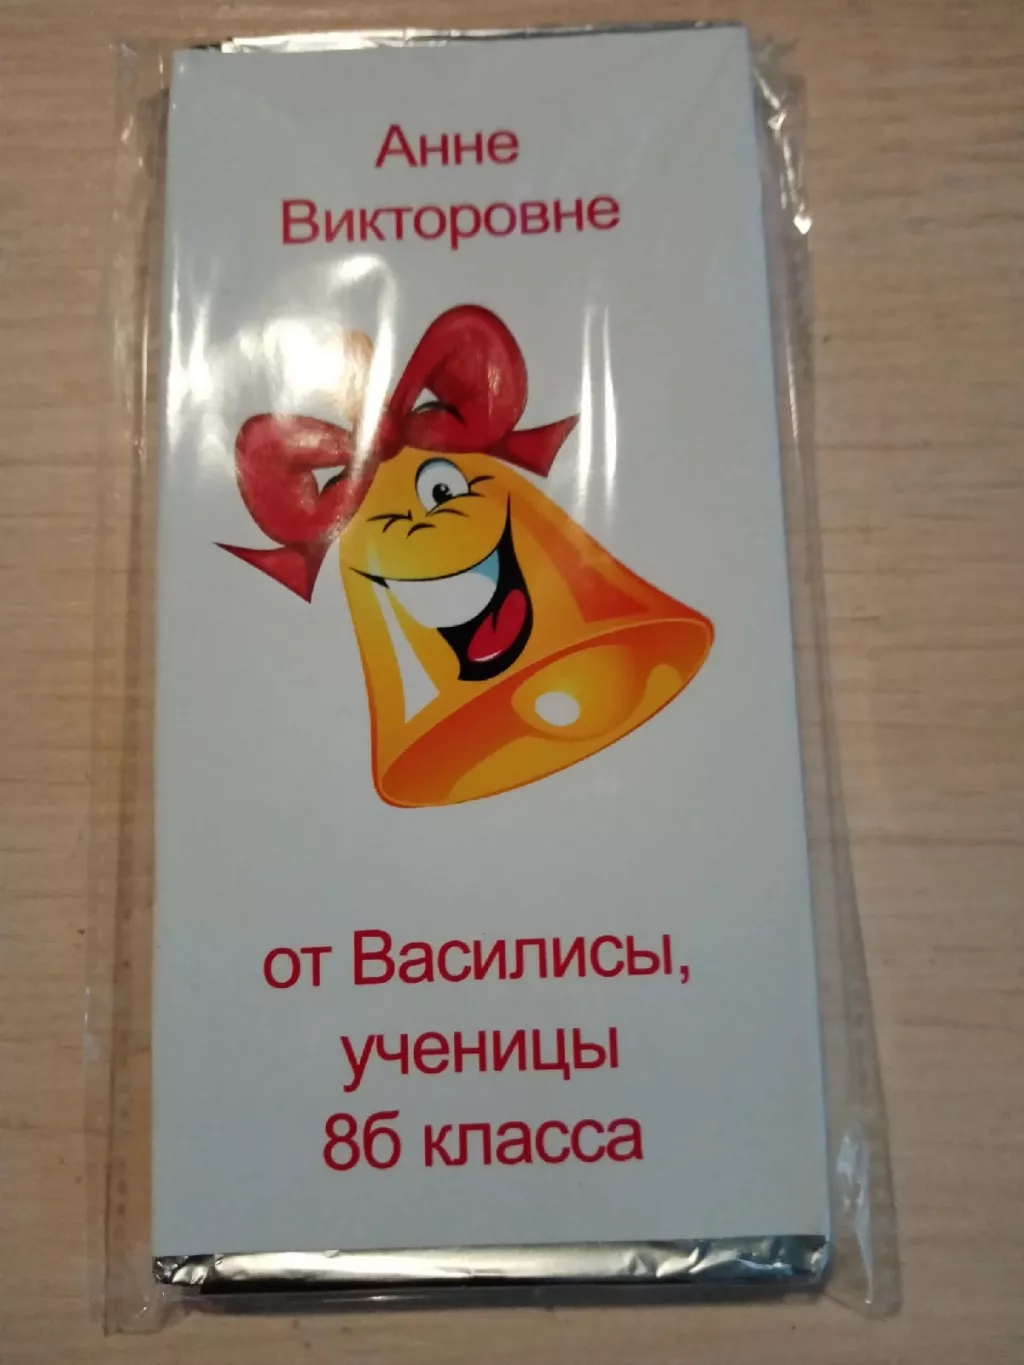 Анне
Викторовне
от Василисы,
ученицы
8б класса